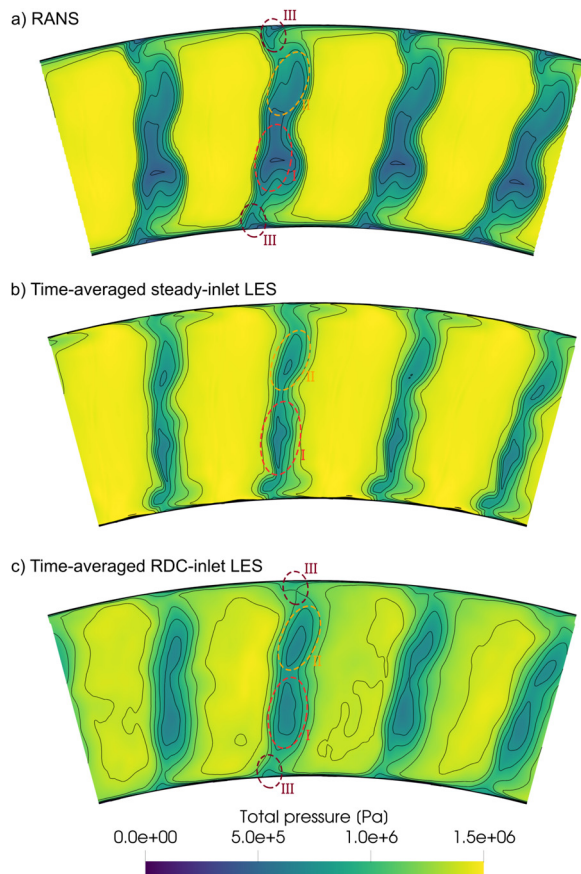 a) RANS
III
II
I
III
b) Time-averaged steady-inlet LES
II
I
c) Time-averaged RDC-inlet LES
III
II
I
III
Total pressure [Pa]
0.0e+00 5.0e+5 1.0e+6 1.5e+06